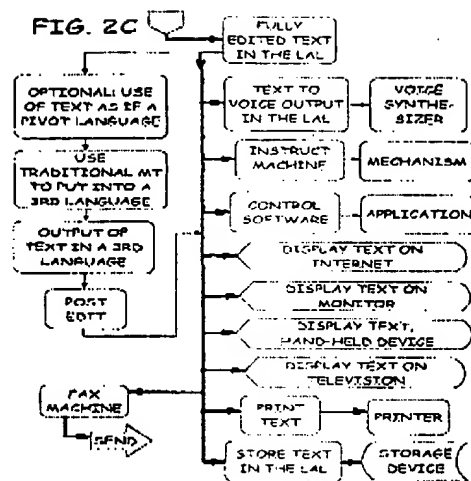 FIG. 2C
FULLY
EDITED TEXT
IN THE LAL
OPTIONAL: USE
OF TEXT AS IF A
PIVOT LANGUAGE
USE
TRADITIONAL MT
TO PUT INTO A
3RD LANGUAGE
OUTPUT OF
TEXT IN A 3RD
LANGUAGE
POST
EDIT
TEXT TO
VOICE OUTPUT
IN THE LAL
VOICE
SYNTHE-
SIZER
INSTRUCT
MACHINE
MECHANISM
CONTROL
SOFTWARE
APPLICATION
DISPLAY TEXT ON
INTERNET
DISPLAY TEXT ON
MONITOR
DISPLAY TEXT,
HAND-HELD DEVICE
DISPLAY TEXT ON
TELEVISION
FAX
MACHINE
SEND
PRINT
TEXT
PRINTER
STORE TEXT
IN THE LAL
STORAGE
DEVICE